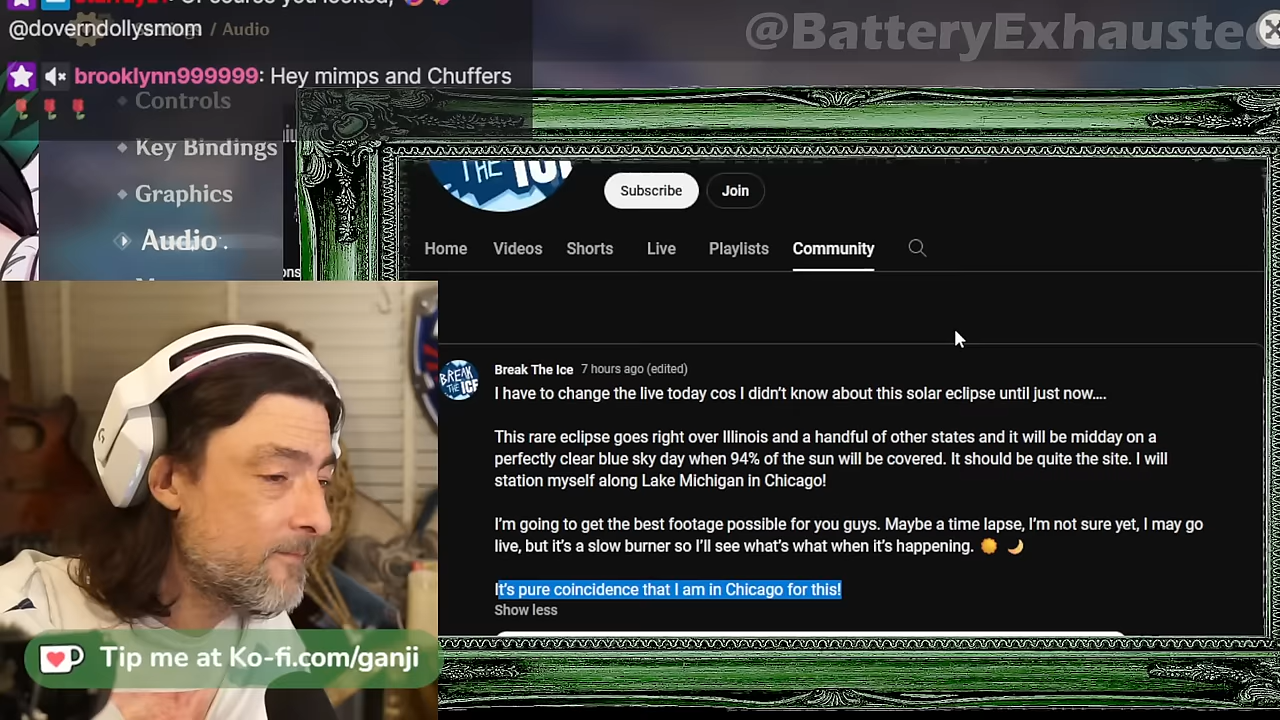 @doverndollysmom
Settings / Audio
@BatteryExhausted
brooklynn999999: Hey mimps and Chuffers
Controls
Key Bindings
Graphics
Audio
THE ICE
Subscribe
Join
Home
Videos
Shorts
Live
Playlists
Community
BREAK
THE ICE
Break The Ice 7 hours ago (edited)
I have to change the live today cos I didn't know about this solar eclipse until just now....
This rare eclipse goes right over Illinois and a handful of other states and it will be midday on a
perfectly clear blue sky day when 94% of the sun will be covered. It should be quite the site. I will
station myself along Lake Michigan in Chicago!
I'm going to get the best footage possible for you guys. Maybe a time lapse, I'm not sure yet, I may go
live, but it's a slow burner so I'll see what's what when it's happening.
It's pure coincidence that I am in Chicago for this!
Show less
Tip me at Ko-fi.com/ganji